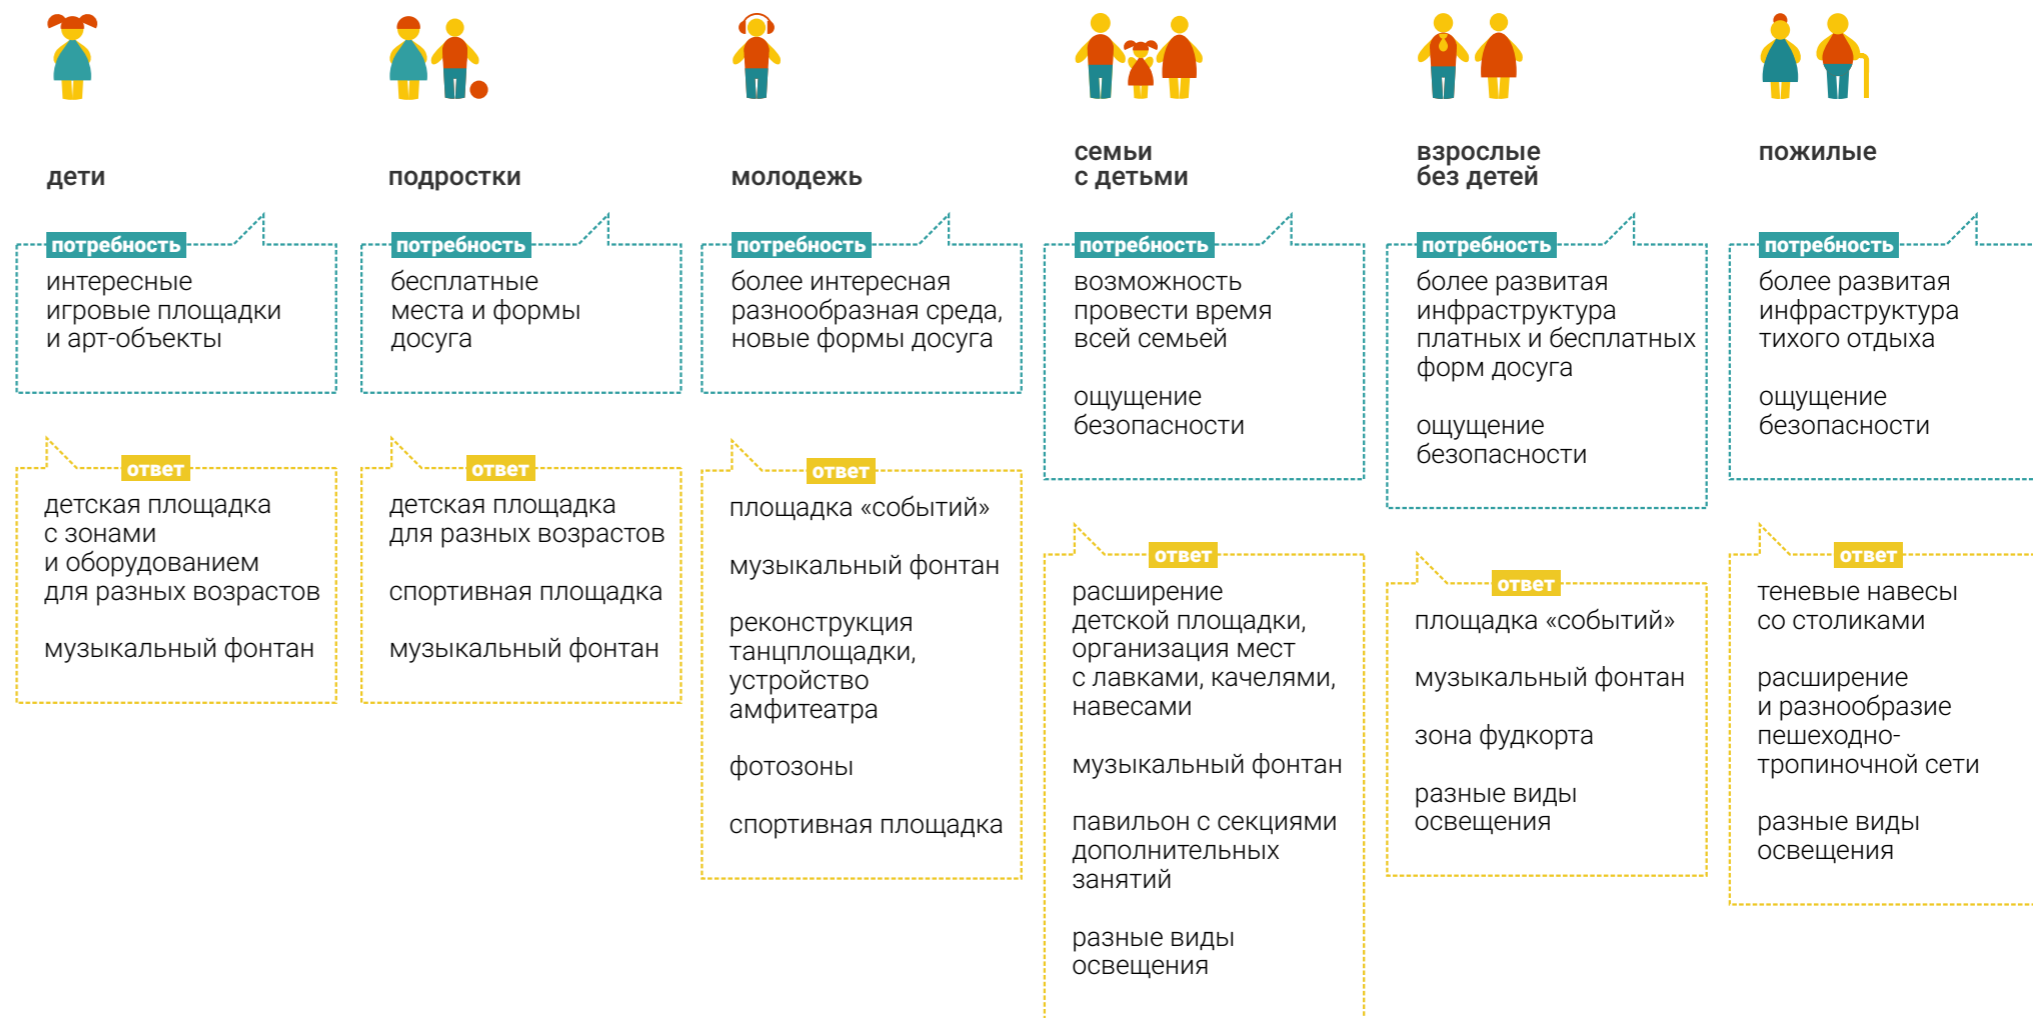 дети
потребность
интересные
игровые площадки
и арт-объекты
ответ
детская площадка
с зонами
и оборудованием
для разных возрастов
музыкальный фонтан
подростки
потребность
бесплатные
места и формы
досуга
ответ
детская площадка
для разных возрастов
спортивная площадка
музыкальный фонтан
молодежь
потребность
более интересная
разнообразная среда,
новые формы досуга
ответ
площадка «событий»
музыкальный фонтан
реконструкция
танцплощадки,
устройство
амфитеатра
фотозоны
спортивная площадка
семьи
с детьми
потребность
возможность
провести время
всей семьей
ощущение
безопасности
ответ
расширение
детской площадки,
организация мест
с лавками, качелями,
навесами
музыкальный фонтан
павильон с секциями
дополнительных
занятий
разные виды
освещения
взрослые
без детей
потребность
более развитая
инфраструктура
платных и бесплатных
форм досуга
ощущение
безопасности
ответ
площадка «событий»
музыкальный фонтан
зона фудкорта
разные виды
освещения
пожилые
потребность
более развитая
инфраструктура
тихого отдыха
ощущение
безопасности
ответ
теневые навесы
со столиками
расширение
и разнообразие
пешеходно-
тропиночной сети
разные виды
освещения